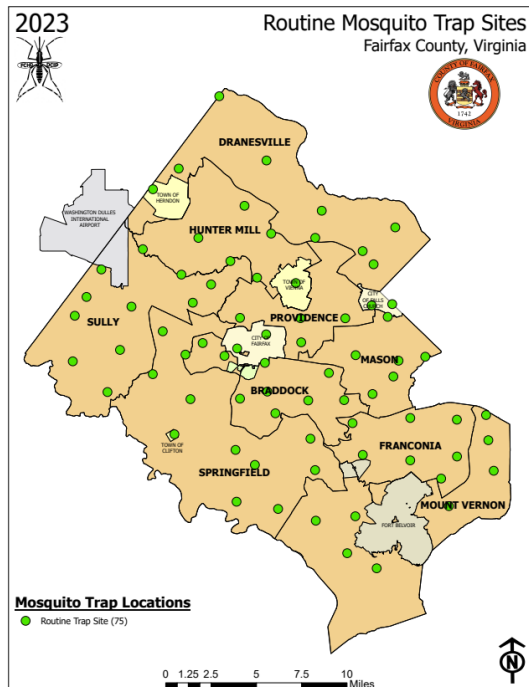 2023
Routine Mosquito Trap Sites
Fairfax County, Virginia
COUNTY OF FAIRFAX
1742
VIRGINIA
DRANESVILLE
TOWN OF
HERNDON
WASHINGTON DULLES
INTERNATIONAL
AIRPORT
HUNTER MILL
TOWN OF
VIENNA
CITY OF FALLS
CHURCH
PROVIDENCE
SULLY
CITY OF
FAIRFAX
MASON
BRADDOCK
TOWN OF
CLIFTON
FRANCONIA
SPRINGFIELD
MOUNT VERNON
FORT BELVOIR
Mosquito Trap Locations
Routine Trap Site (75)
0 1.25 2.5 5 7.5 10
Miles
N